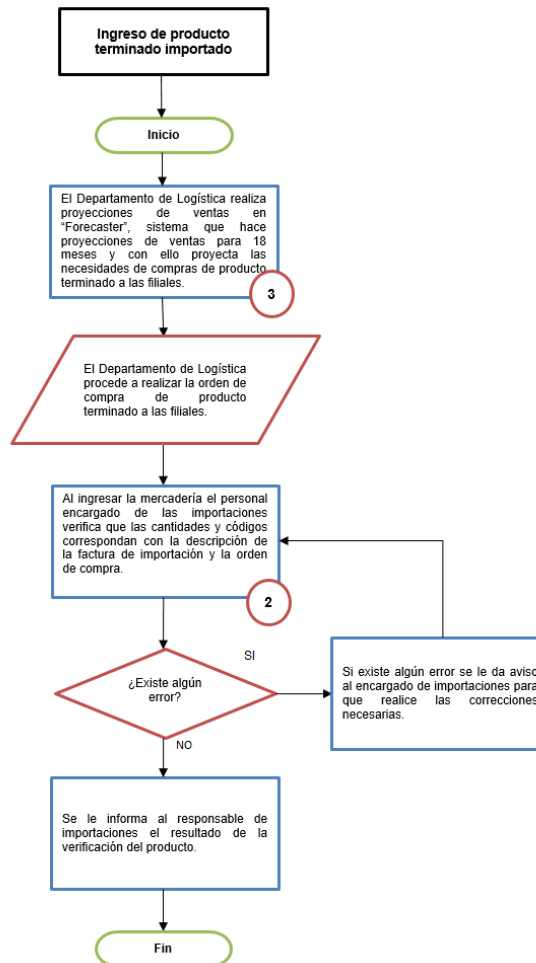 Ingreso de producto
terminado importado
Inicio
El Departamento de Logística realiza
proyecciones de ventas en
“Forecaster”, sistema que hace
proyecciones de ventas para 18
meses y con ello proyecta las
necesidades de compras de producto
terminado a las filiales.
3
El Departamento de Logística
procede a realizar la orden de
compra de producto
terminado a las filiales.
Al ingresar la mercadería el personal
encargado de las importaciones
verifica que las cantidades y códigos
correspondan con la descripción de
la factura de importación y la orden
de compra.
2
¿Existe algún
error?
SI
Si existe algún error se le da aviso
al encargado de importaciones para
que realice las correcciones
necesarias.
NO
Se le informa al responsable de
importaciones el resultado de la
verificación del producto.
Fin